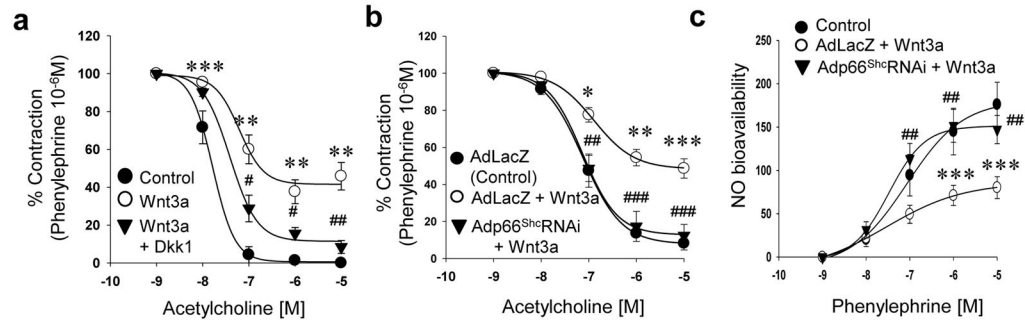 a
% Contraction
(Phenylephrine 10-6M)
120
100
80
60
40
20
0
***
**
**
**
#
#
##
Control
Wnt3a
Wnt3a
+ Dkk1
-10
-9
-8
-7
-6
-5
Acetylcholine [M]
b
% Contraction
(Phenylephrine 10-6M)
120
100
80
60
40
20
0
*
**
***
##
###
###
AdLacZ
(Control)
AdLacZ + Wnt3a
Adp66ShcRNAi
+ Wnt3a
-10
-9
-8
-7
-6
-5
Acetylcholine [M]
c
Control
AdLacZ + Wnt3a
Adp66ShcRNAi + Wnt3a
NO bioavailability
250
200
150
100
50
0
##
##
##
***
***
-10
-9
-8
-7
-6
-5
Phenylephrine [M]